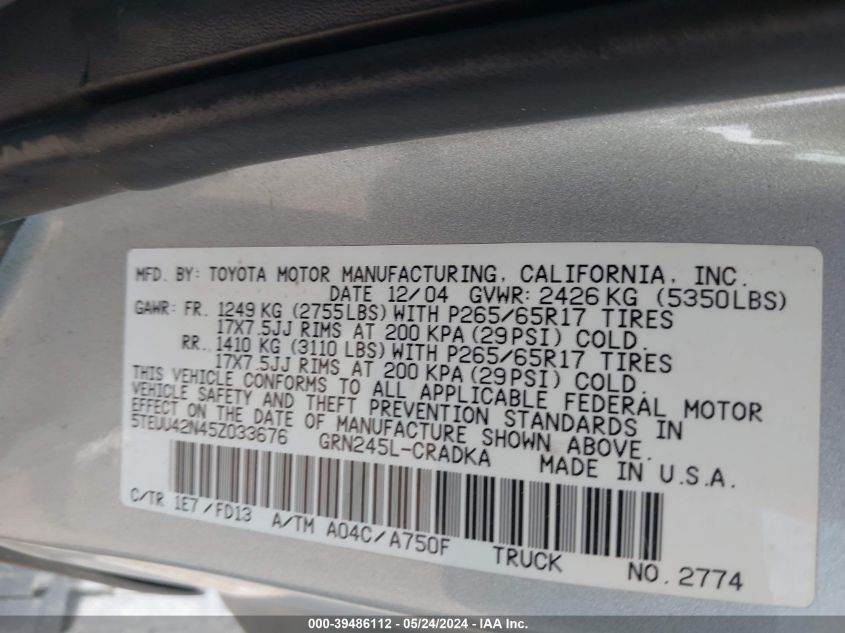 MFD. BY: TOYOTA MOTOR MANUFACTURING, CALIFORNIA, INC.
DATE 12/04 GVWR: 2426 KG (5350LBS)
GAWR: FR. 1249 KG (2755LBS) WITH P265/65R17 TIRES
17X7.5JJ RIMS AT 200 KPA (29PSI) COLD.
RR. 1410 KG (3110 LBS) WITH P265/65R17 TIRES
17X7.5JJ RIMS AT 200 KPA (29PSI) COLD.
THIS VEHICLE CONFORMS TO ALL APPLICABLE FEDERAL MOTOR
VEHICLE SAFETY AND THEFT PREVENTION STANDARDS IN
EFFECT ON THE DATE OF MANUFACTURE SHOWN ABOVE.
5TEUU42N45Z033676 GRN245L-CRADKA MADE IN U.S.A.
C/TR 1E7/FD13 A/TM A04C/A750F TRUCK NO. 2774
000-39486112 - 05/24/2024 - IAA Inc.